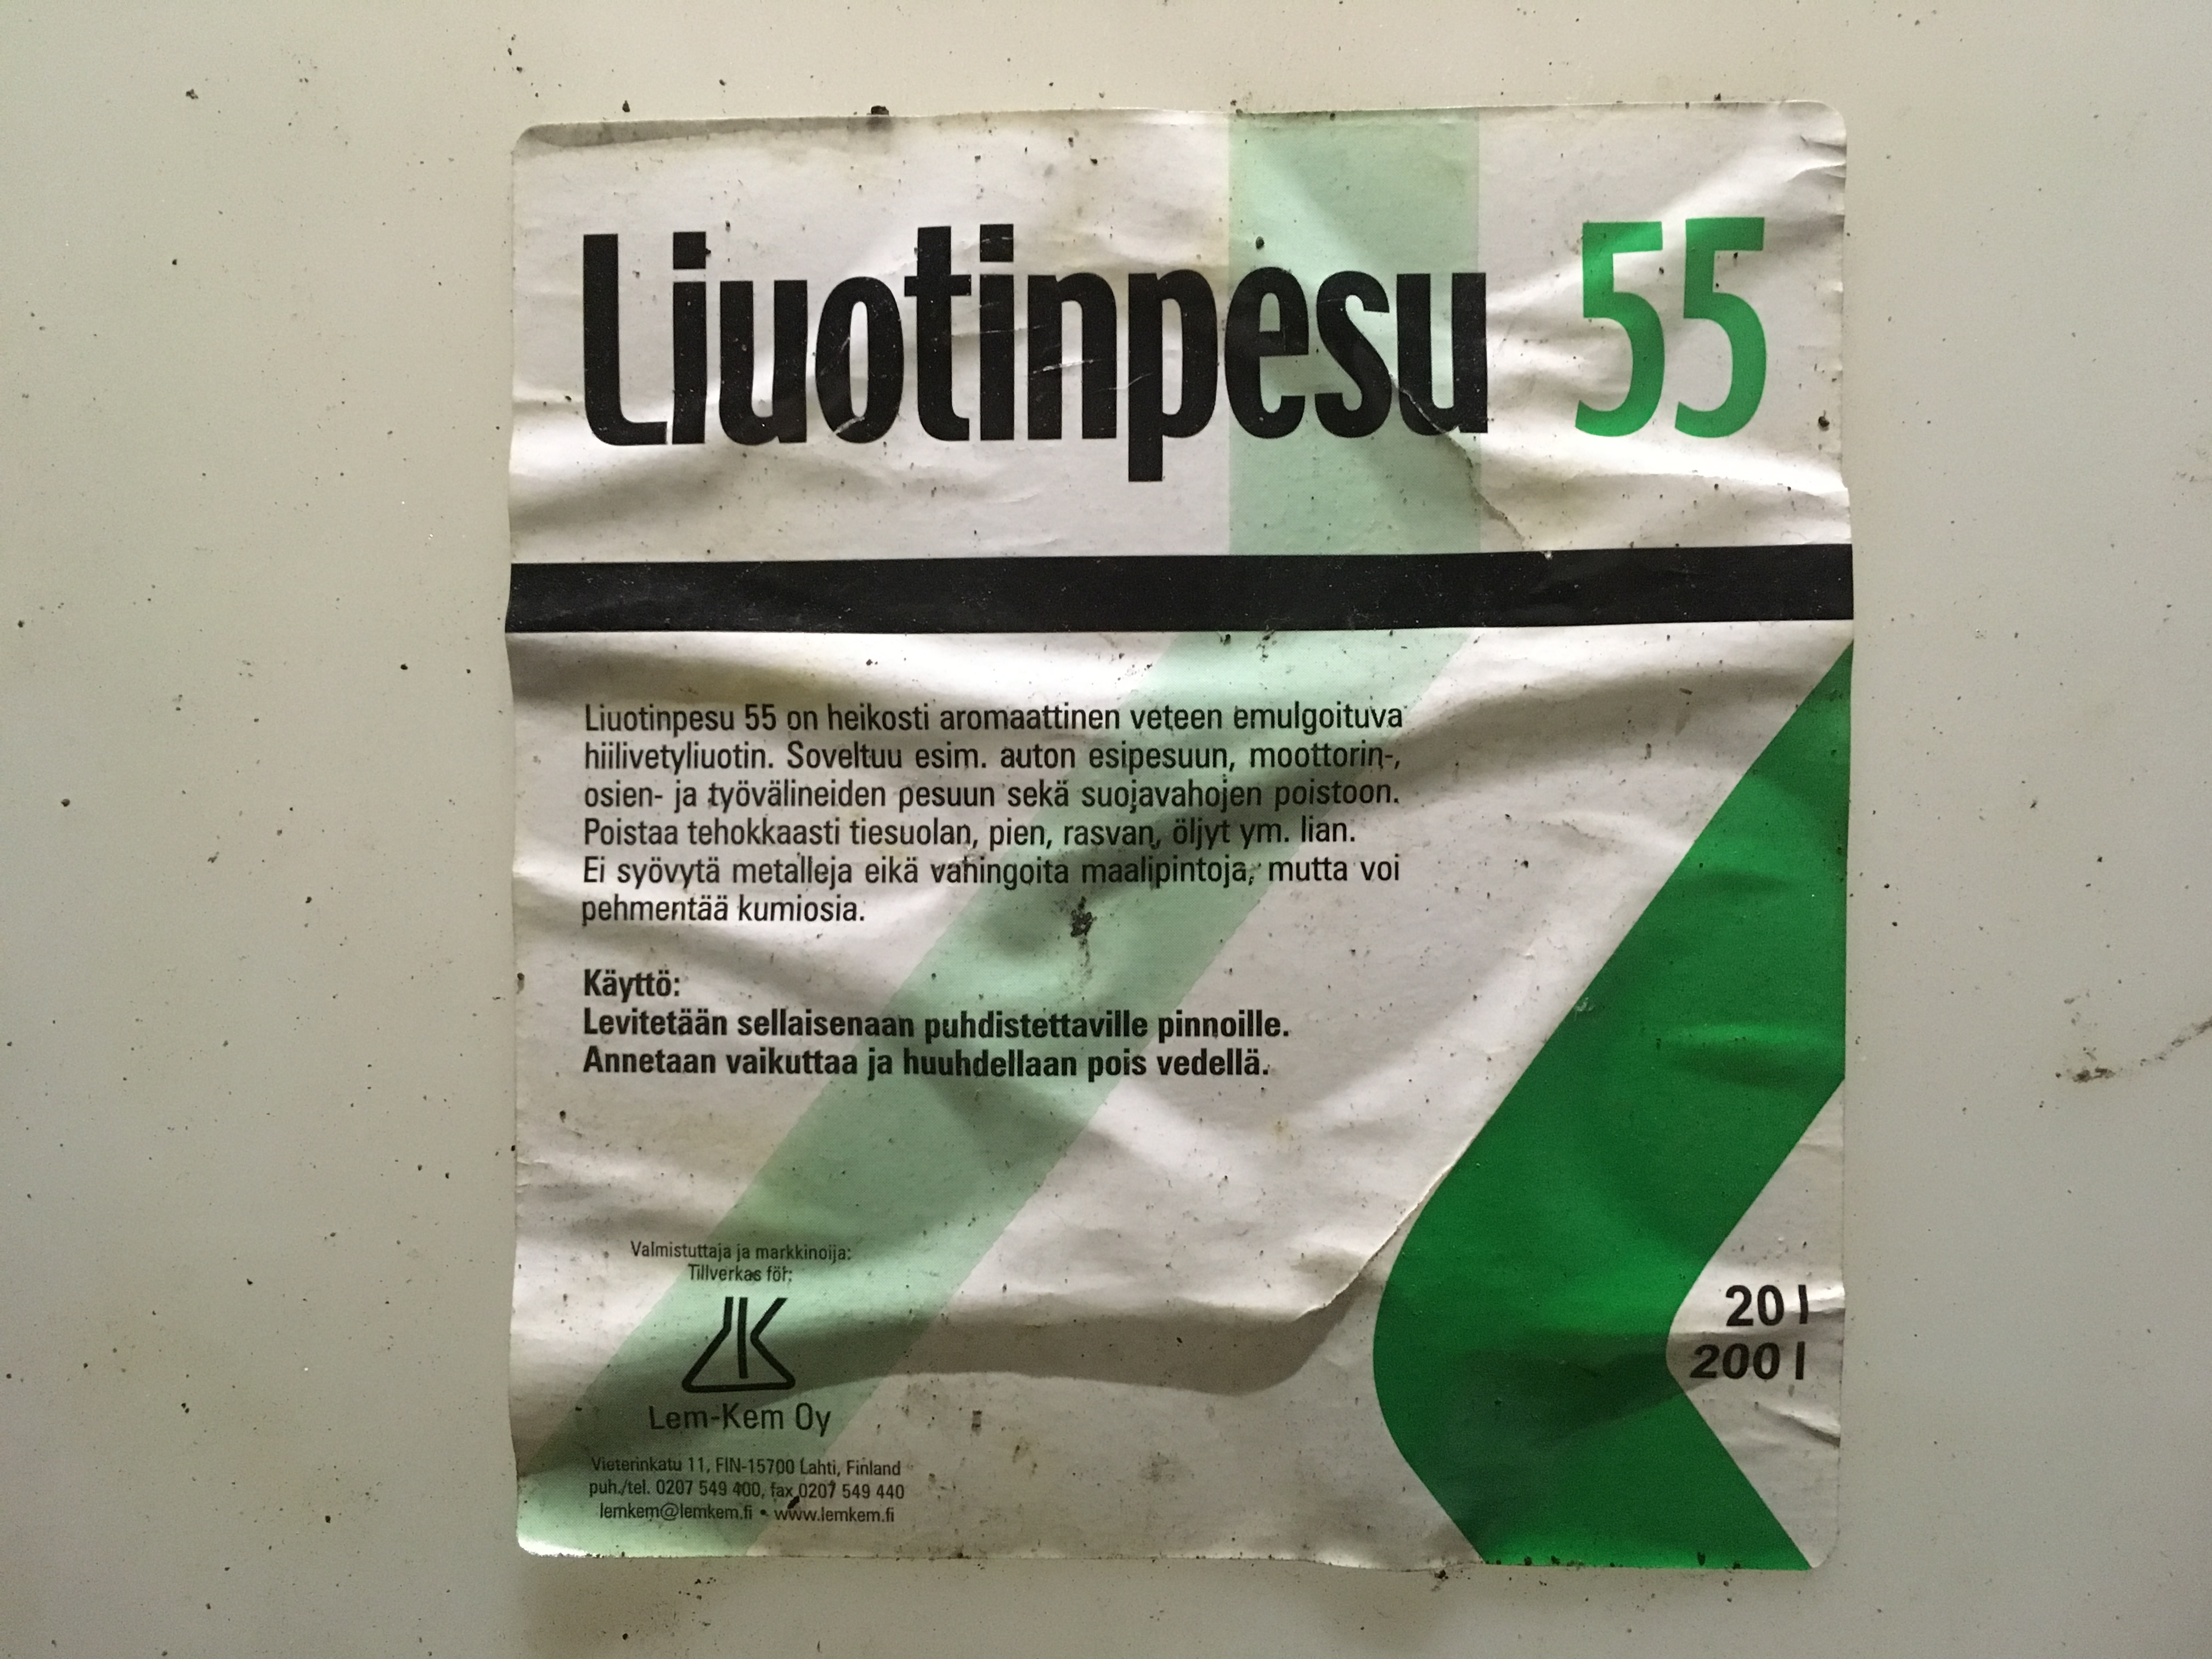 Liuotinpesu 55
Liuotinpesu 55 on heikosti aromaattinen veteen emulgoituva
hiilivetyliuotin. Soveltuu esim. auton esipesuun, moottorin-,
osien- ja työvälineiden pesuun sekä suojavahojen poistoon.
Poistaa tehokkaasti tiesuolan, pien, rasvan, öljyt ym. lian.
Ei syövytä metalleja eikä vahingoita maalipintoja, mutta voi
pehmentää kumiosia.
Käyttö:
Levitetään sellaisenaan puhdistettaville pinnoille.
Annetaan vaikuttaa ja huuhdellaan pois vedellä.
Valmistuttaja ja markkinoija:
Tillverkas för:
Lem-Kem Oy
Vieterinkatu 11, FIN-15700 Lahti, Finland
puh./tel. 0207 549 400, fax 0207 549 440
lemkem@lemkem.fi • www.lemkem.fi
20 l
200 l